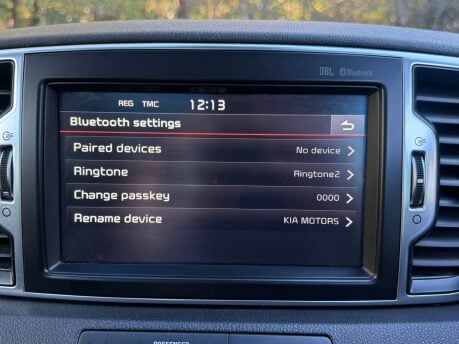 JBL Bluetooth
REG TMC 12:13
Bluetooth settings
Paired devices No device
Ringtone Ringtone2
Change passkey 0000
Rename device KIA MOTORS
PASSENGER